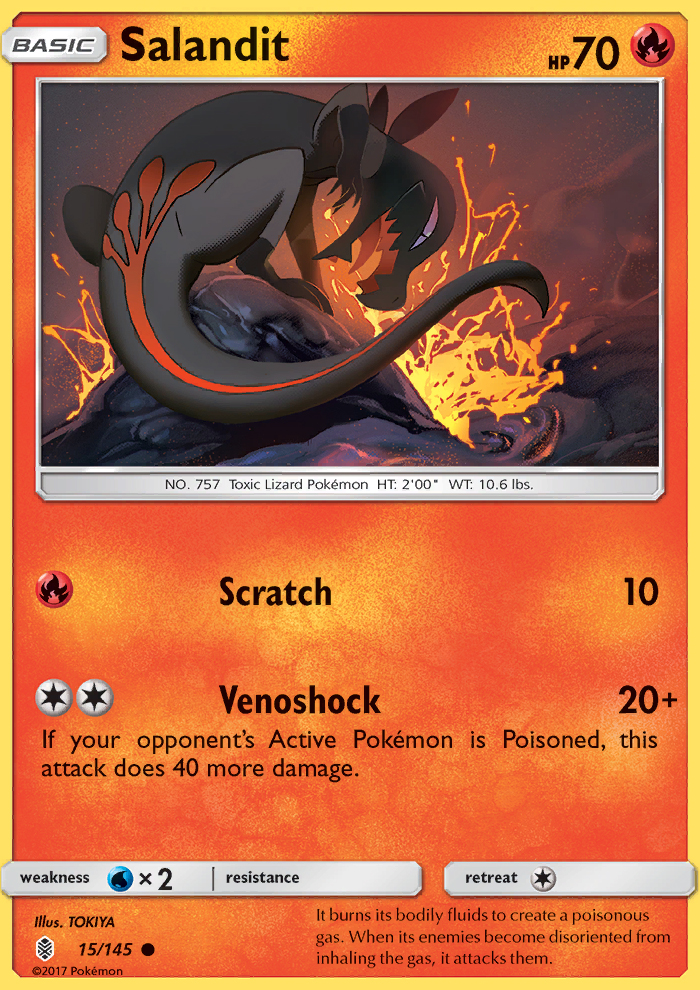 BASIC Salandit HP 70
NO. 757 Toxic Lizard Pokémon HT: 2'00" WT: 10.6 lbs.
Scratch 10
Venoshock 20+
If your opponent's Active Pokémon is Poisoned, this
attack does 40 more damage.
weakness ×2 resistance retreat
Illus. TOKIYA
15/145
©2017 Pokémon
It burns its bodily fluids to create a poisonous
gas. When its enemies become disoriented from
inhaling the gas, it attacks them.